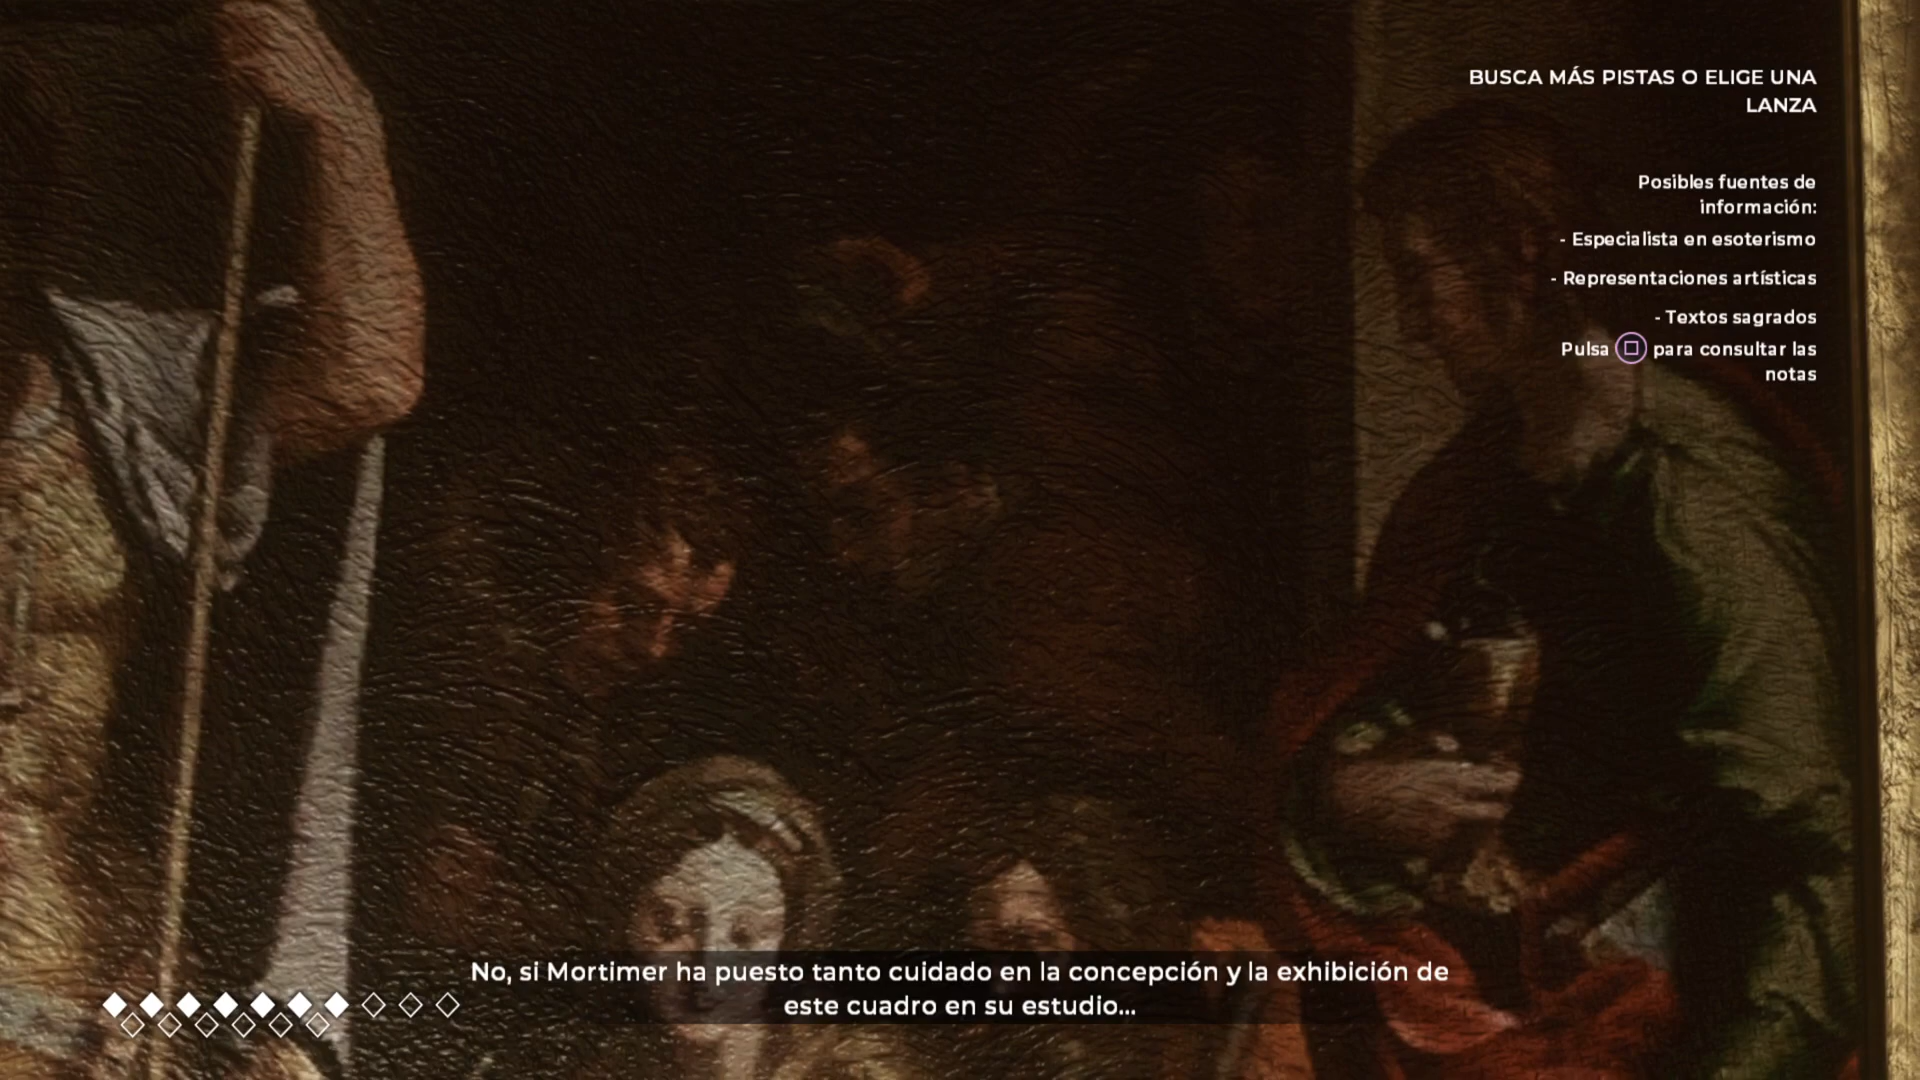 BUSCA MÁS PISTAS O ELIGE UNA
LANZA
Posibles fuentes de
información:
- Especialista en esoterismo
- Representaciones artísticas
- Textos sagrados
Pulsa para consultar las
notas
No, si Mortimer ha puesto tanto cuidado en la concepción y la exhibición de
este cuadro en su estudio...